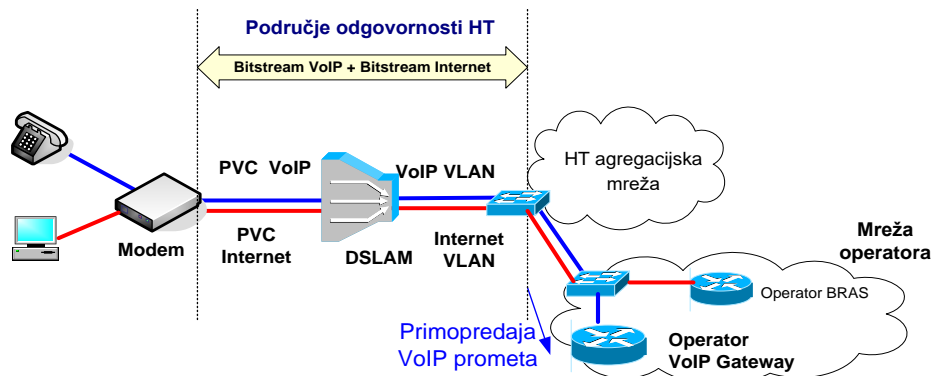 Područje odgovornosti HT
Bitstream VoIP + Bitstream Internet
HT agregacijska
mreža
PVC VoIP
VoIP VLAN
Modem
PVC
Internet
DSLAM
Internet
VLAN
Mreža
operatora
Operator BRAS
Primopredaja
VoIP prometa
Operator
VoIP Gateway